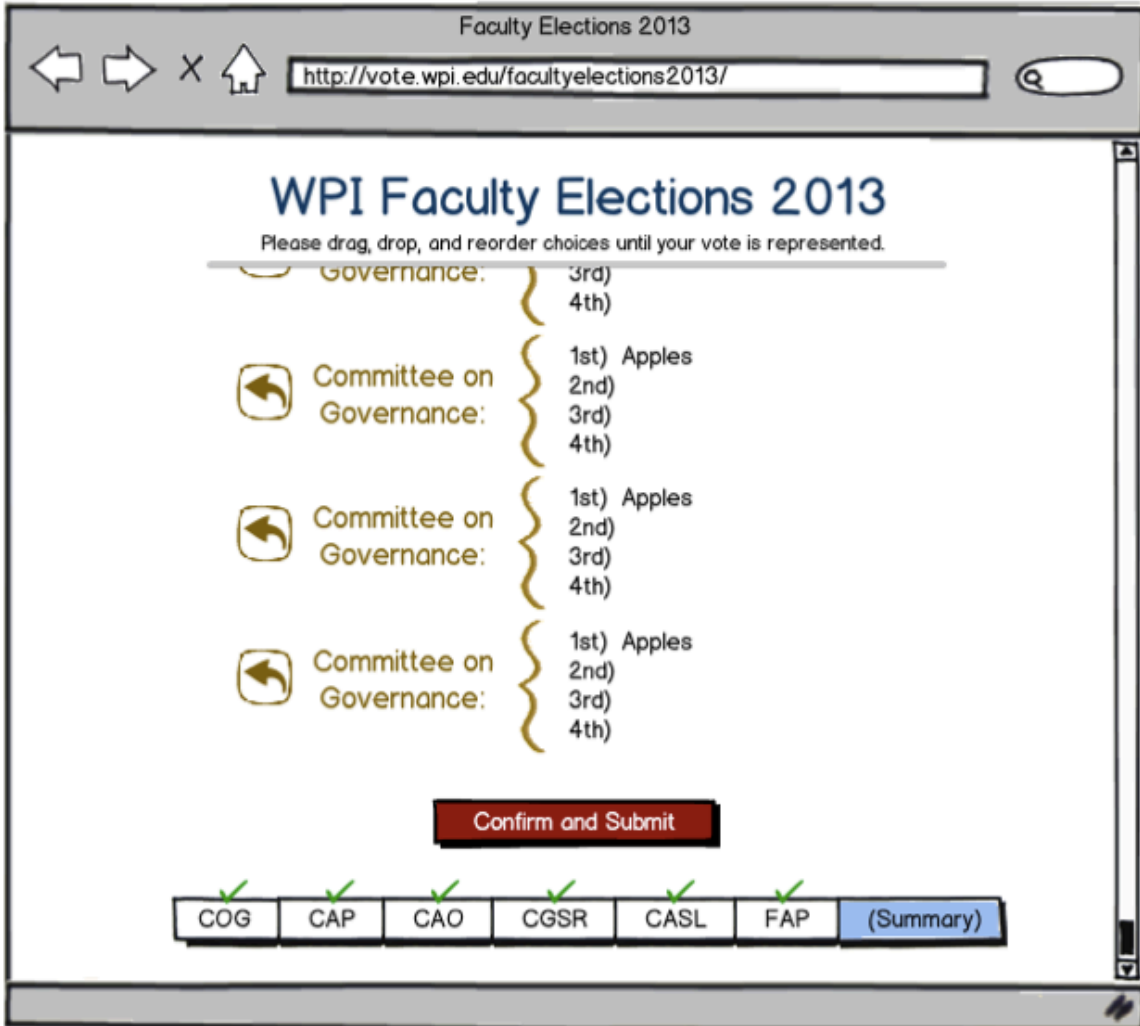 Faculty Elections 2013
http://vote.wpi.edu/facultyelections2013/
WPI Faculty Elections 2013
Please drag, drop, and reorder choices until your vote is represented.
Governance:
3rd)
4th)
Committee on
Governance:
1st) Apples
2nd)
3rd)
4th)
Committee on
Governance:
1st) Apples
2nd)
3rd)
4th)
Committee on
Governance:
1st) Apples
2nd)
3rd)
4th)
Confirm and Submit
COG CAP CAO CGSR CASL FAP (Summary)